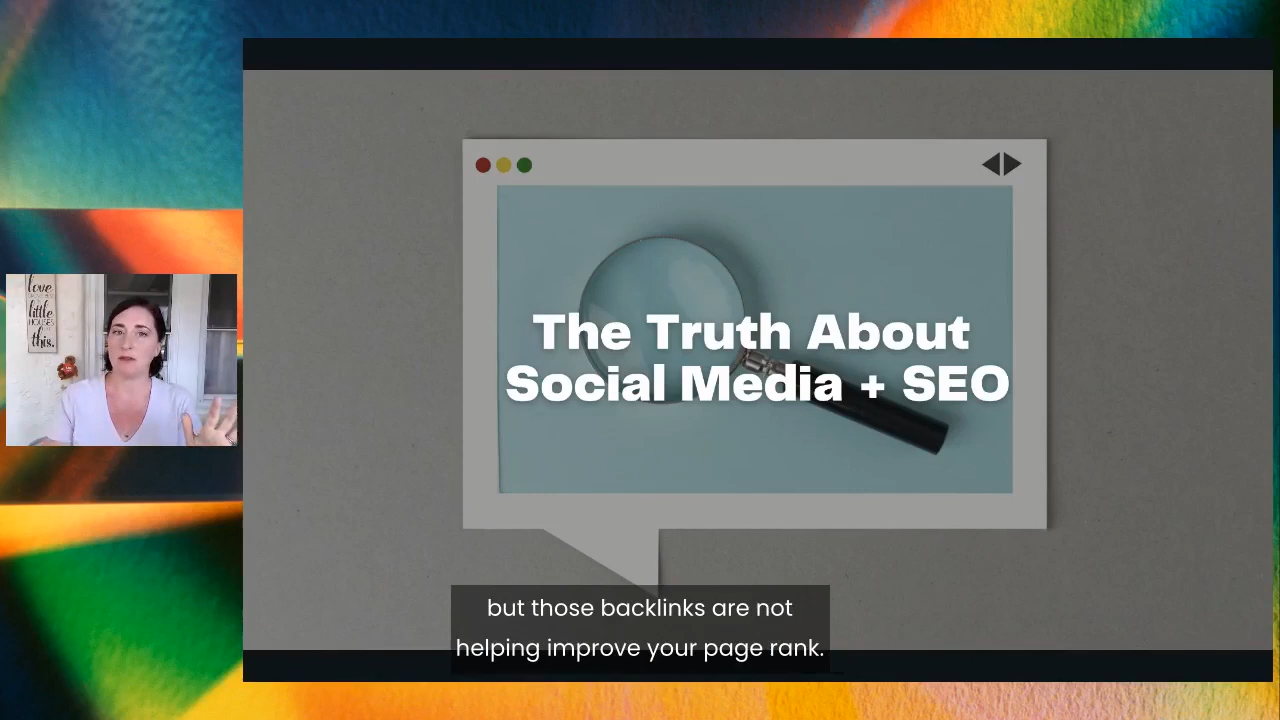 love
little
this.
The Truth About
Social Media + SEO
but those backlinks are not
helping improve your page rank.